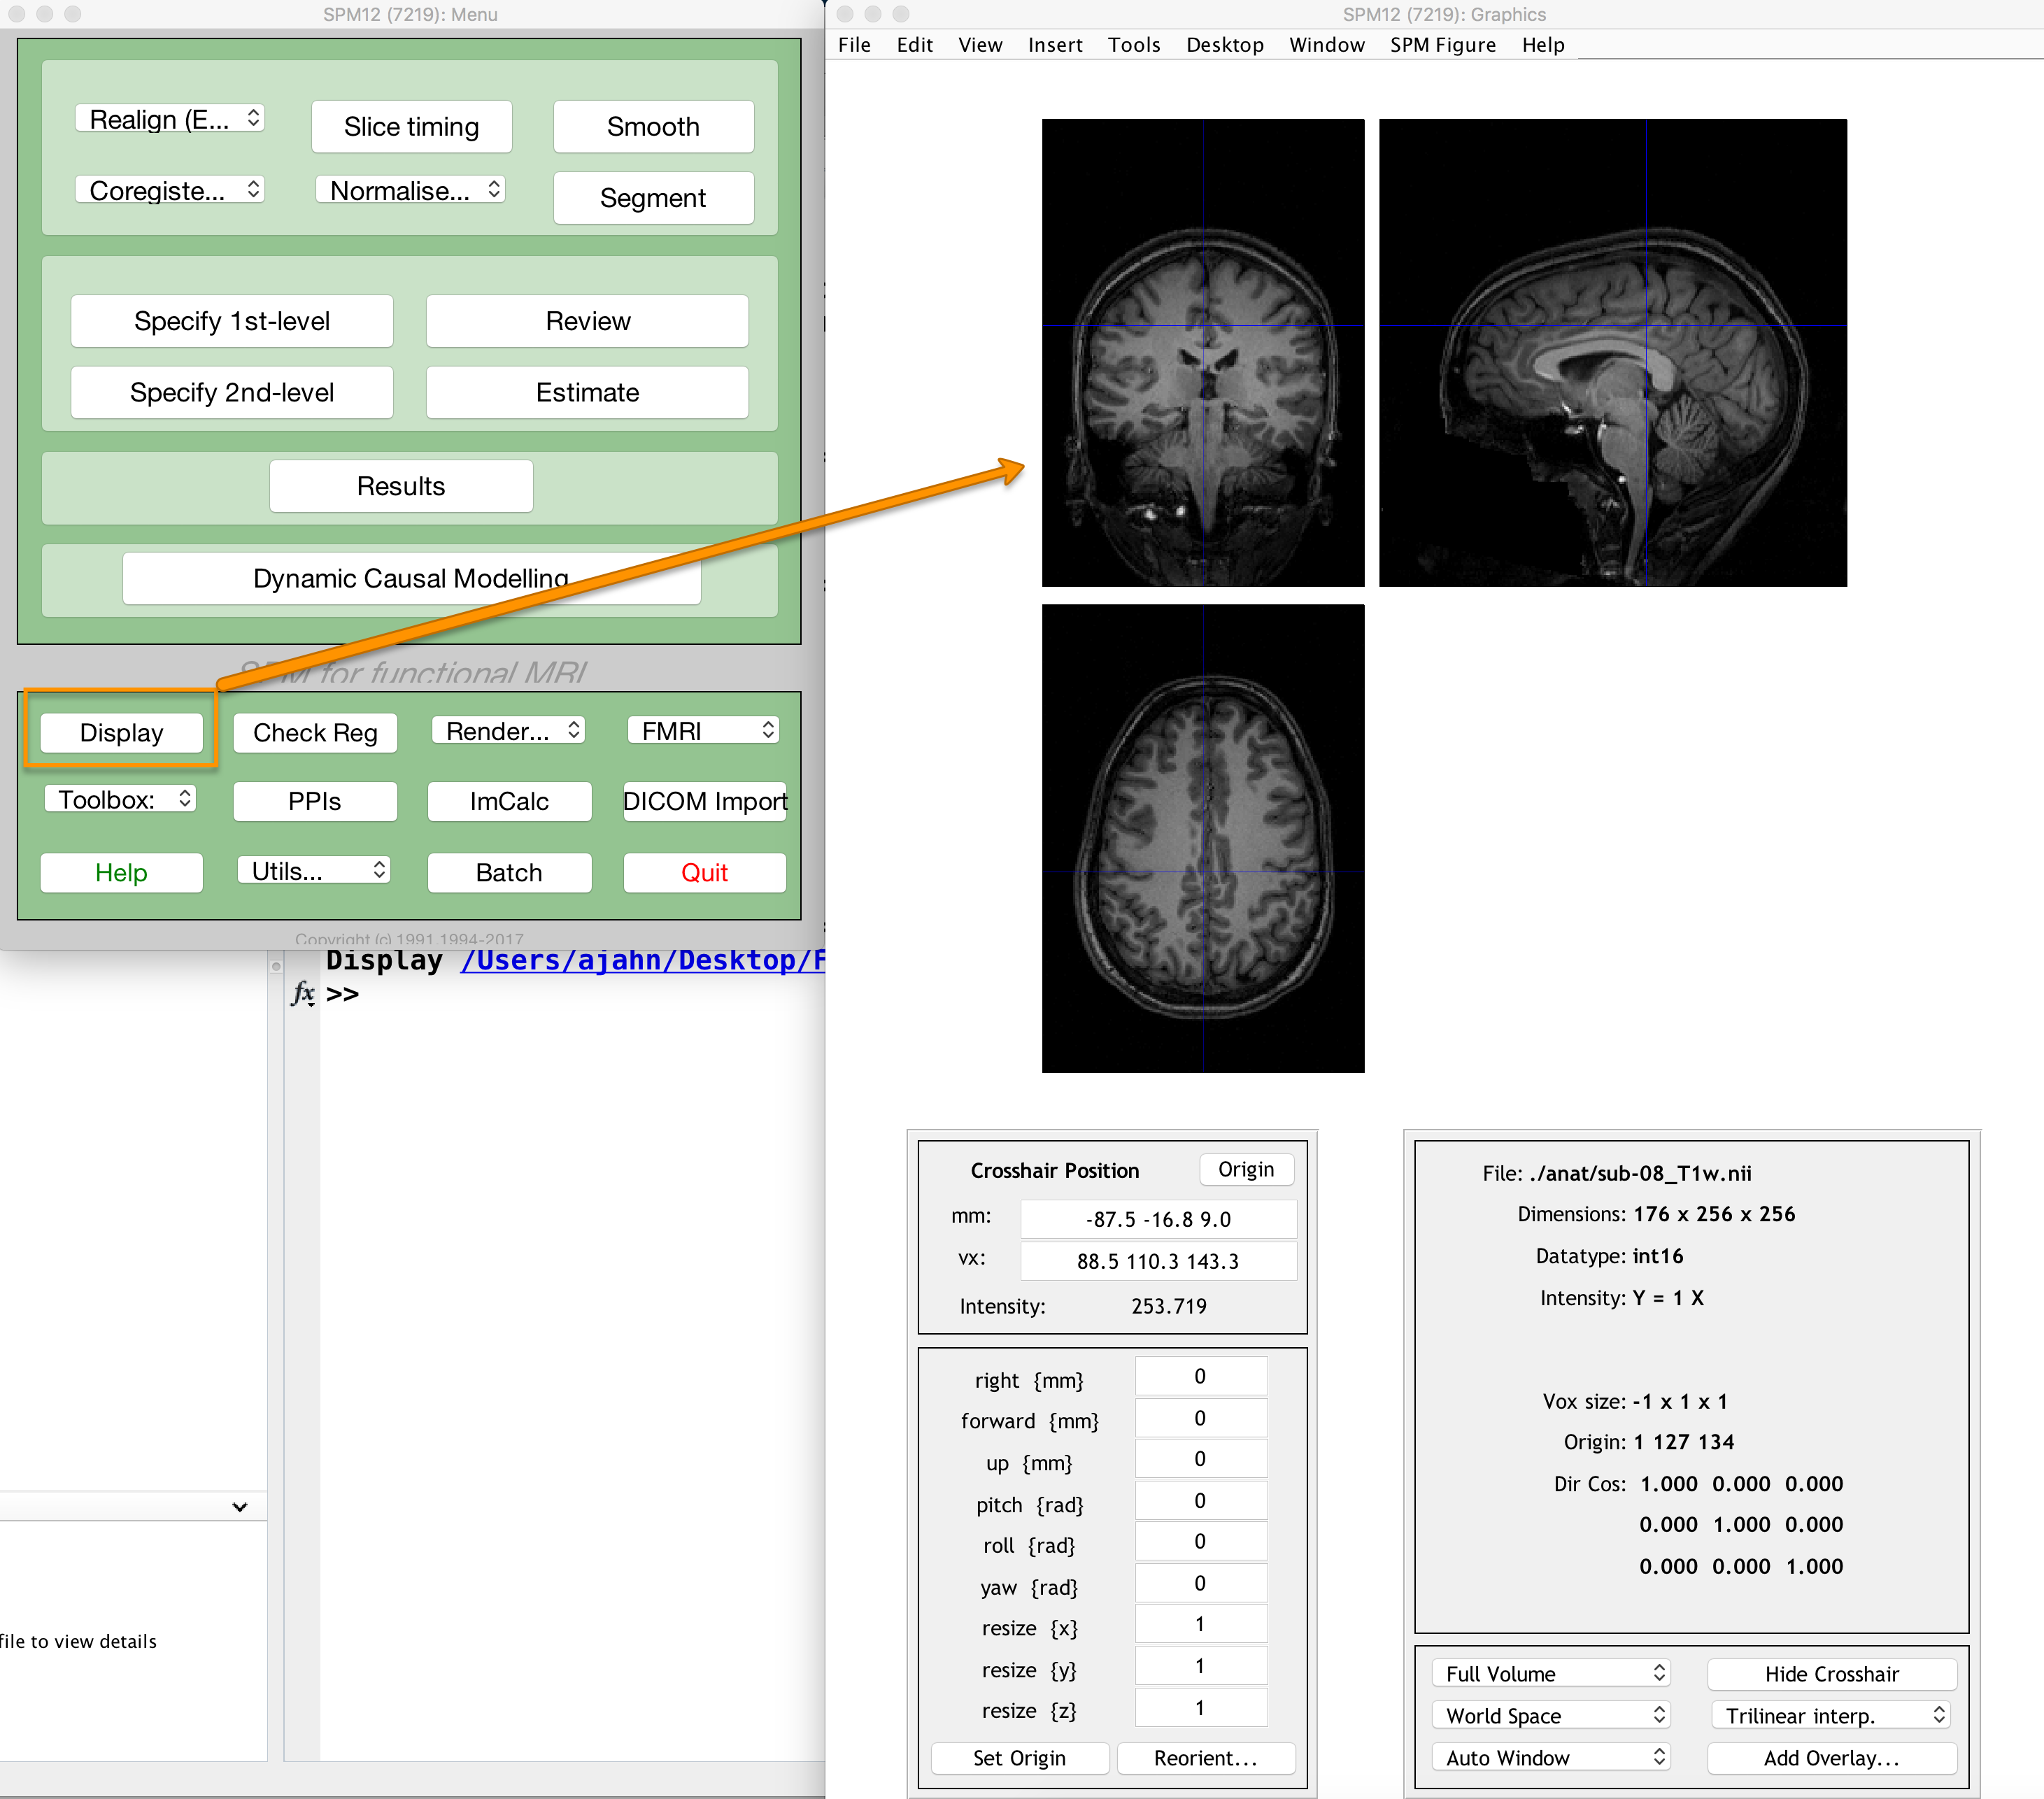 SPM12 (7219): Menu
Realign (E...
Slice timing
Smooth
Coregiste...
Normalise...
Segment
Specify 1st-level
Review
Specify 2nd-level
Estimate
Results
Dynamic Causal Modelling
SPM for functional MRI
Display
Check Reg
Render...
FMRI
Toolbox:
PPIs
ImCalc
DICOM Import
Help
Utils...
Batch
Quit
Copyright (c) 1991,1994-2017
Display /Users/ajahn/Desktop/F
fx >>
file to view details
SPM12 (7219): Graphics
File Edit View Insert Tools Desktop Window SPM Figure Help
Crosshair Position
Origin
mm: -87.5 -16.8 9.0
vx: 88.5 110.3 143.3
Intensity: 253.719
right {mm} 0
forward {mm} 0
up {mm} 0
pitch {rad} 0
roll {rad} 0
yaw {rad} 0
resize {x} 1
resize {y} 1
resize {z} 1
Set Origin
Reorient...
File: ./anat/sub-08_T1w.nii
Dimensions: 176 x 256 x 256
Datatype: int16
Intensity: Y = 1 X
Vox size: -1 x 1 x 1
Origin: 1 127 134
Dir Cos: 1.000 0.000 0.000
0.000 1.000 0.000
0.000 0.000 1.000
Full Volume
Hide Crosshair
World Space
Trilinear interp.
Auto Window
Add Overlay...